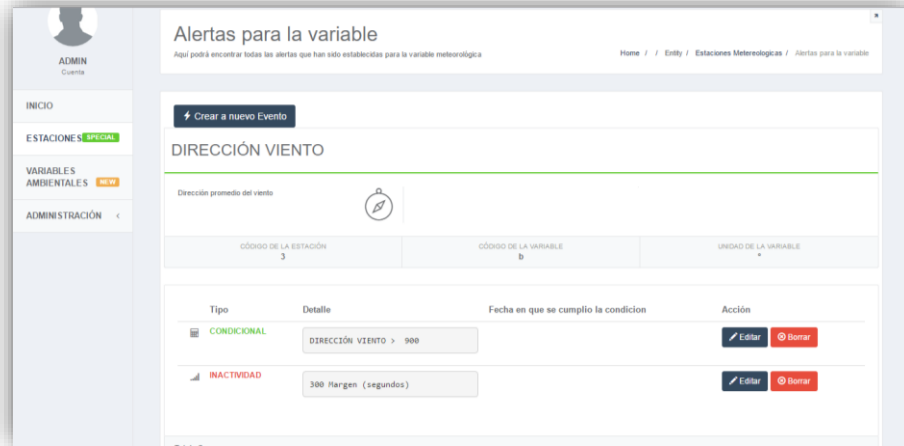 ADMIN
Cuenta
INICIO
ESTACIONES SPECIAL
VARIABLES
AMBIENTALES NEW
ADMINISTRACIÓN <
Alertas para la variable
Aquí podrá encontrar todas las alertas que han sido establecidas para la variable meteorológica
Home / / Entity / Estaciones Metereologicas / Alertas para la variable
Crear a nuevo Evento
DIRECCIÓN VIENTO
Dirección promedio del viento
CÓDIGO DE LA ESTACIÓN
3
CÓDIGO DE LA VARIABLE
b
UNIDAD DE LA VARIABLE
Tipo Detalle Fecha en que se cumplio la condicion Acción
CONDICIONAL DIRECCIÓN VIENTO > 900 Editar Borrar
INACTIVIDAD 300 Margen (segundos) Editar Borrar